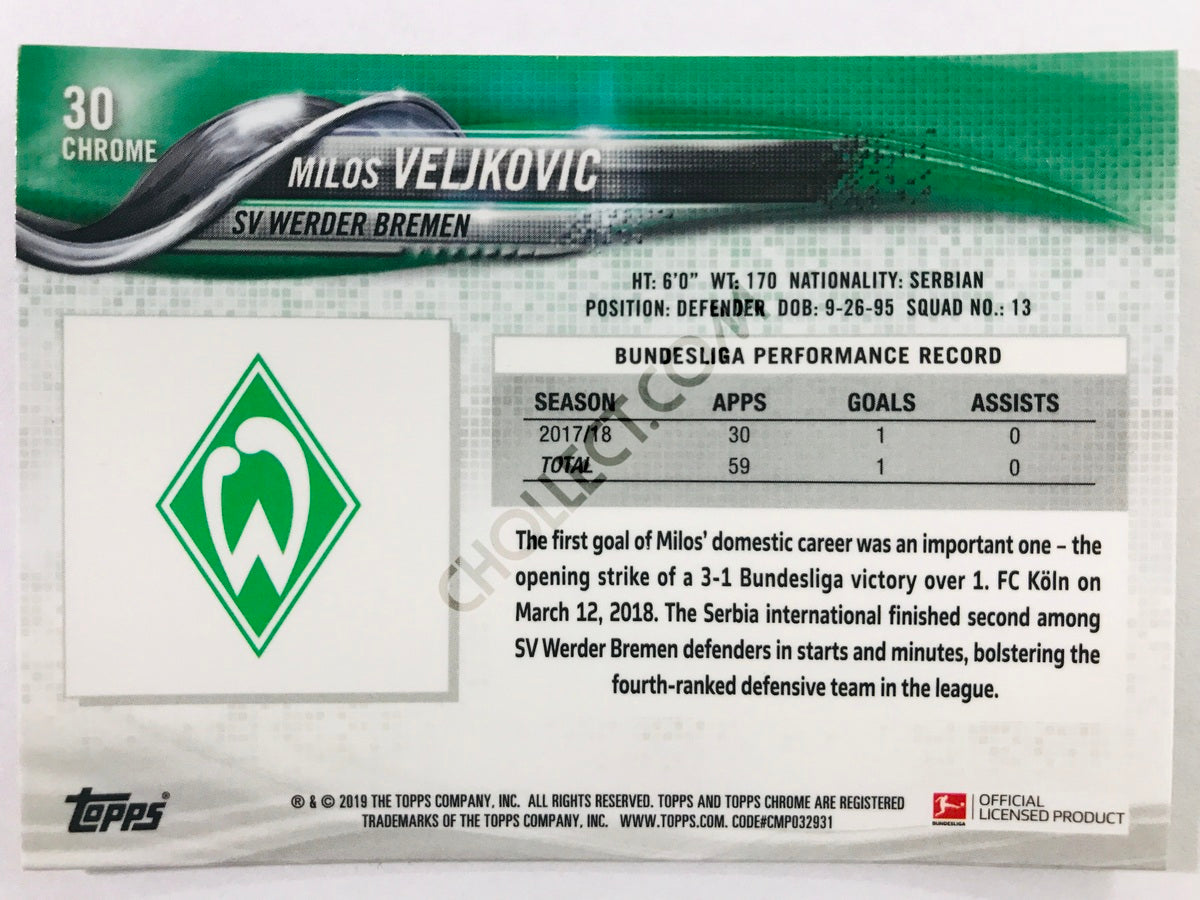 30
CHROME
MILOS VELJKOVIC
SV WERDER BREMEN
HT: 6'0" WT: 170 NATIONALITY: SERBIAN
POSITION: DEFENDER DOB: 9-26-95 SQUAD NO.: 13
BUNDESLIGA PERFORMANCE RECORD
SEASON APPS GOALS ASSISTS
2017/18 30 1 0
TOTAL 59 1 0
The first goal of Milos' domestic career was an important one – the
opening strike of a 3-1 Bundesliga victory over 1. FC Köln on
March 12, 2018. The Serbia international finished second among
SV Werder Bremen defenders in starts and minutes, bolstering the
fourth-ranked defensive team in the league.
CHOLLECT.COM
W
topps®
® & © 2019 THE TOPPS COMPANY, INC. ALL RIGHTS RESERVED. TOPPS AND TOPPS CHROME ARE REGISTERED
TRADEMARKS OF THE TOPPS COMPANY, INC. WWW.TOPPS.COM. CODE#CMP032931
BUNDESLIGA
OFFICIAL
LICENSED PRODUCT